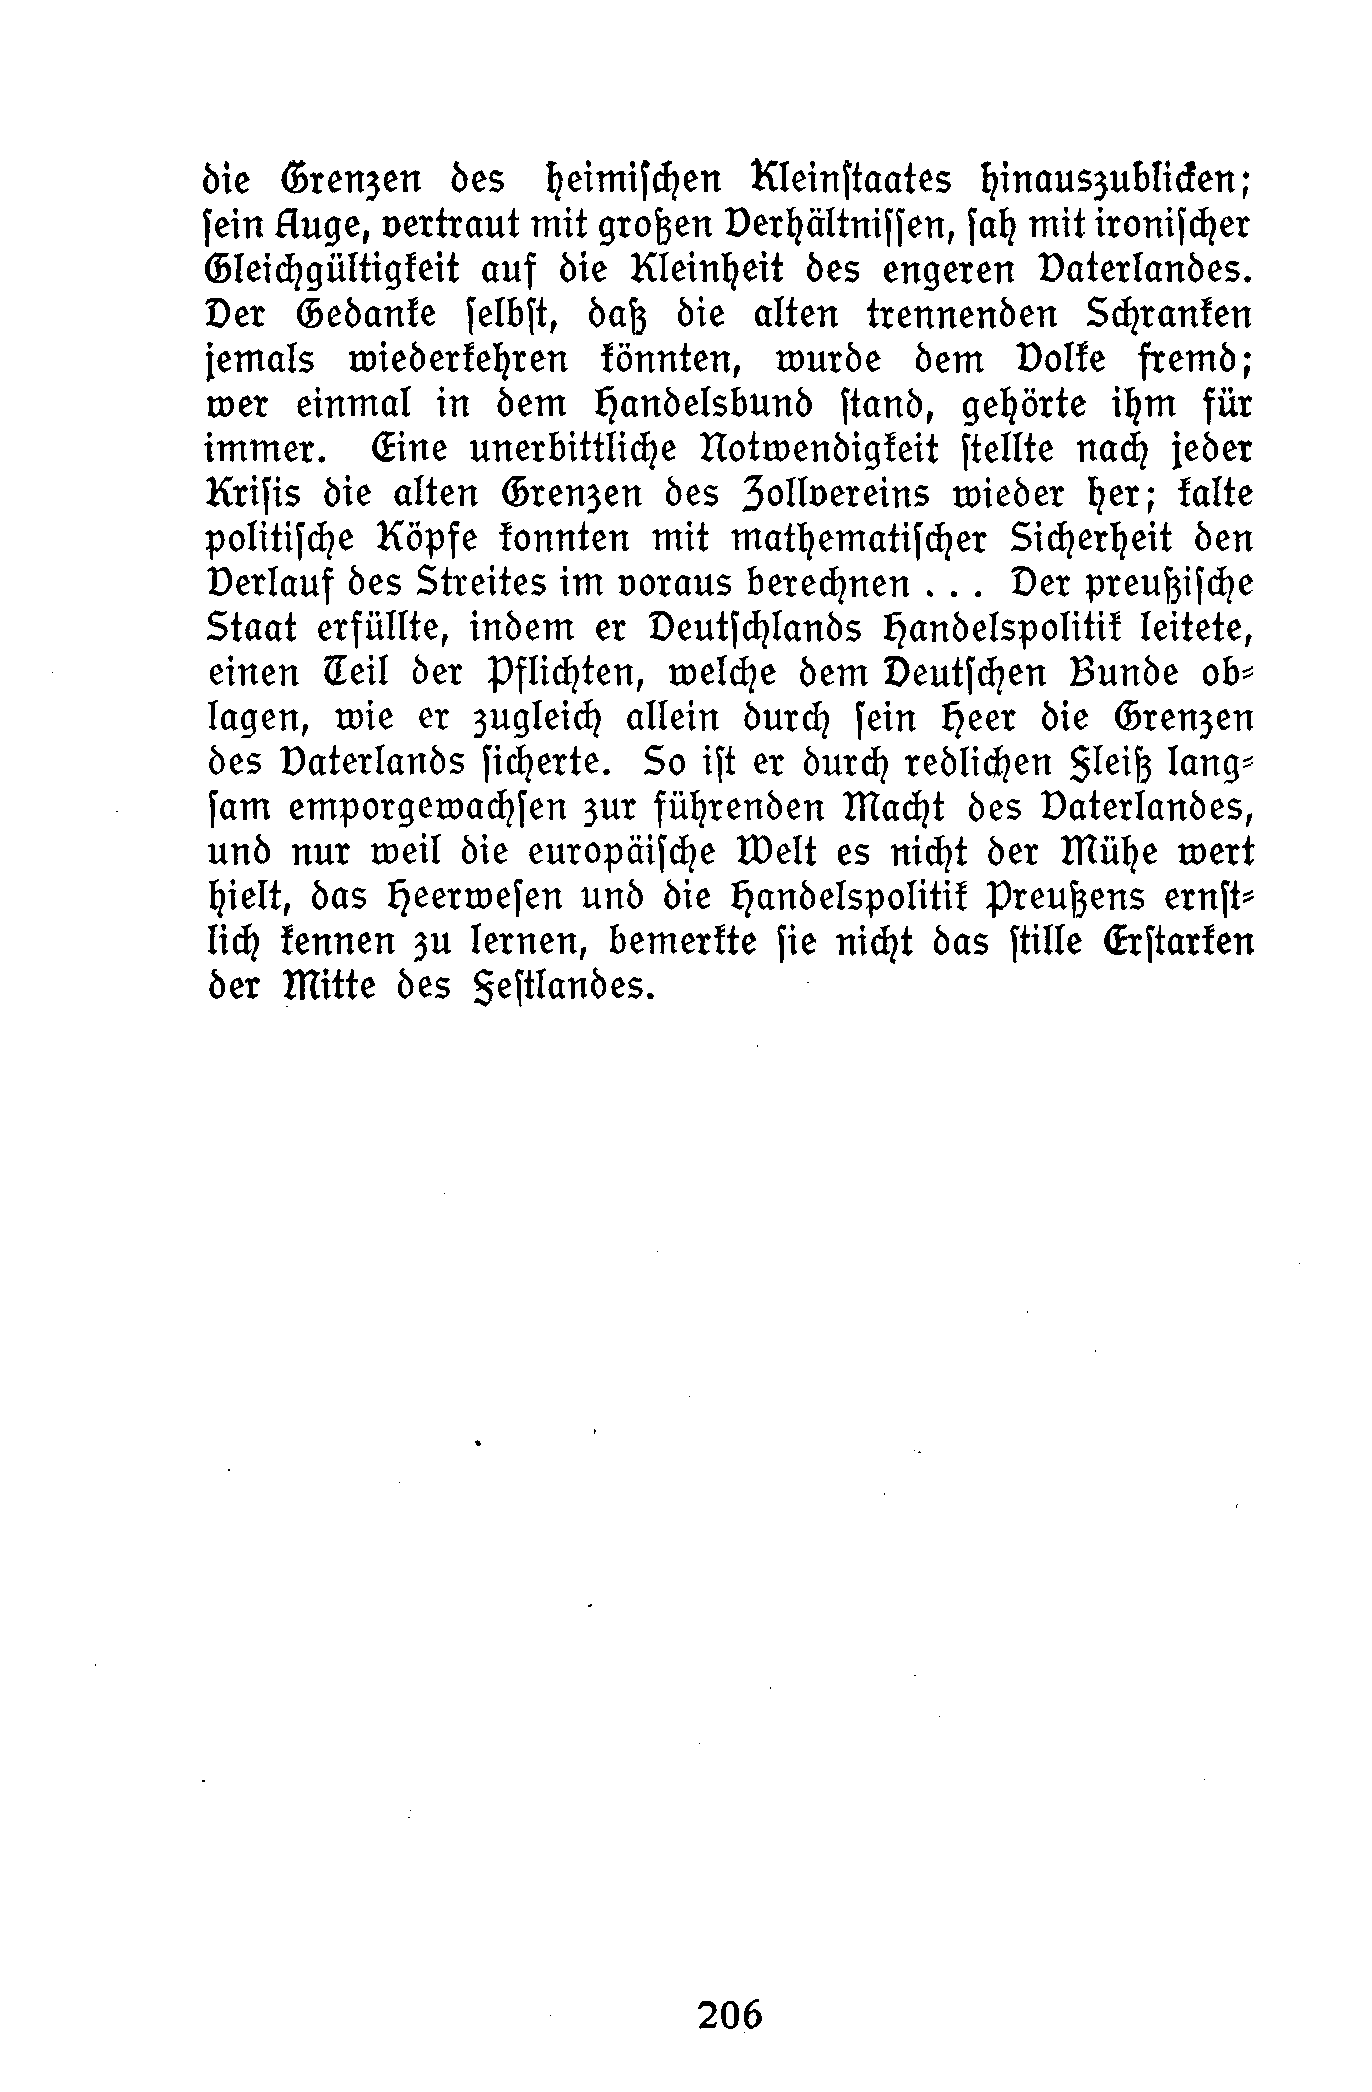 die Grenzen des heimiſchen Kleinſtaates hinauszublicken;
ſein Auge, vertraut mit großen Verhältniſſen, ſah mit ironiſcher
Gleichgültigkeit auf die Kleinheit des engeren Vaterlandes.
Der Gedanke ſelbſt, daß die alten trennenden Schranken
jemals wiederkehren könnten, wurde dem Volke fremd;
wer einmal in dem Handelsbund ſtand, gehörte ihm für
immer. Eine unerbittliche Notwendigkeit ſtellte nach jeder
Kriſis die alten Grenzen des Zollvereins wieder her; kalte
politiſche Köpfe konnten mit mathematiſcher Sicherheit den
Verlauf des Streites im voraus berechnen . . . Der preußiſche
Staat erfüllte, indem er Deutſchlands Handelspolitik leitete,
einen Teil der Pflichten, welche dem Deutſchen Bunde ob⸗
lagen, wie er zugleich allein durch ſein Heer die Grenzen
des Vaterlands ſicherte. So iſt er durch redlichen Fleiß lang⸗
ſam emporgewachſen zur führenden Macht des Vaterlandes,
und nur weil die europäiſche Welt es nicht der Mühe wert
hielt, das Heerweſen und die Handelspolitik Preußens ernſt⸗
lich kennen zu lernen, bemerkte ſie nicht das ſtille Erſtarken
der Mitte des Feſtlandes.
206